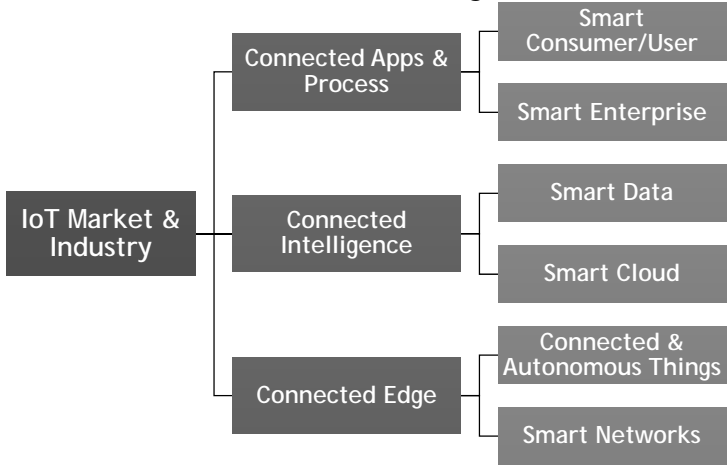 Smart
Consumer/User
Connected Apps &
Process
Smart Enterprise
Smart Data
IoT Market &
Industry
Connected
Intelligence
Smart Cloud
Connected &
Autonomous Things
Connected Edge
Smart Networks